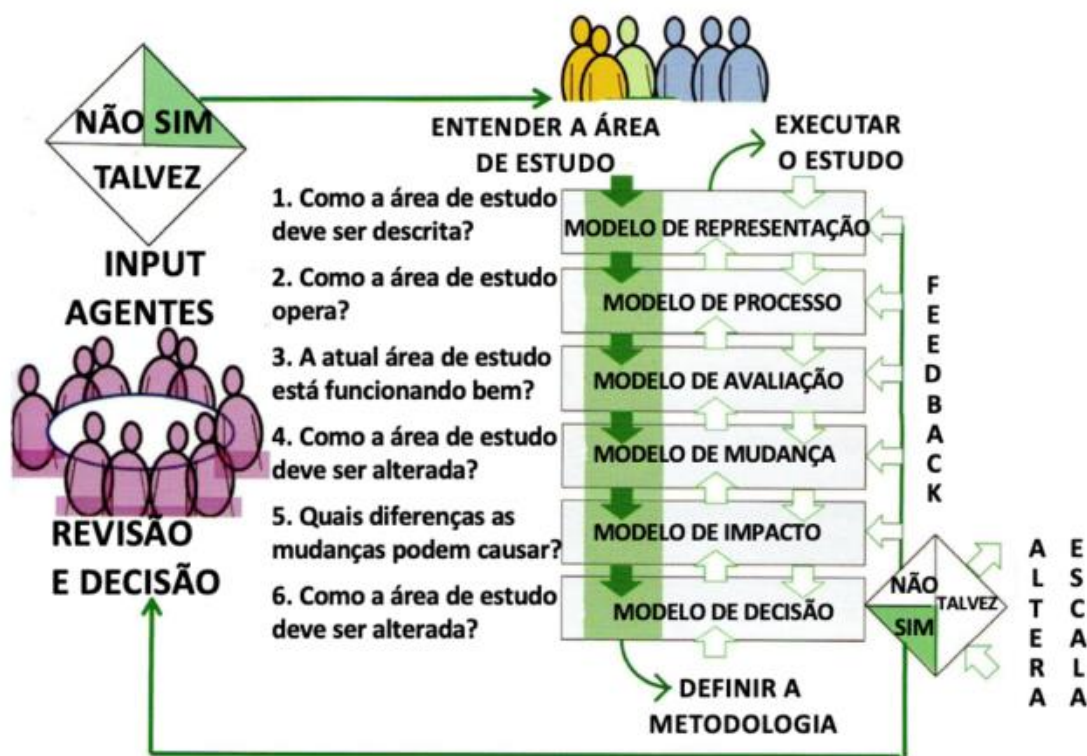 NÃO SIM
TALVEZ
INPUT
AGENTES
REVISÃO
E DECISÃO
ENTENDER A ÁREA
DE ESTUDO
EXECUTAR
O ESTUDO
1. Como a área de estudo
deve ser descrita?
MODELO DE REPRESENTAÇÃO
2. Como a área de estudo
opera?
MODELO DE PROCESSO
3. A atual área de estudo
está funcionando bem?
MODELO DE AVALIAÇÃO
4. Como a área de estudo
deve ser alterada?
MODELO DE MUDANÇA
5. Quais diferenças as
mudanças podem causar?
MODELO DE IMPACTO
6. Como a área de estudo
deve ser alterada?
MODELO DE DECISÃO
DEFINIR A
METODOLOGIA
FEEDBACK
NÃO
TALVEZ
SIM
ALTERA
ESCALA